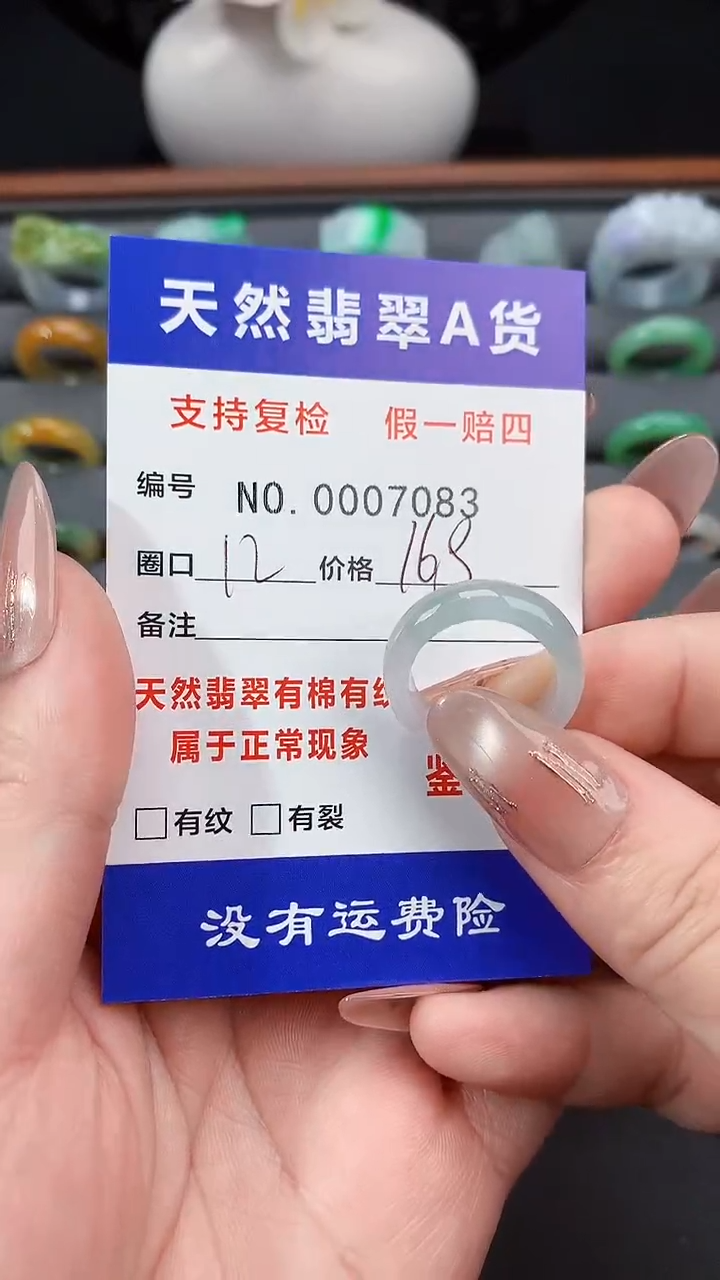 天然翡翠A货
支持复检 假一赔四
编号 NO. 0007083
圈口 12 价格 168
备注
天然翡翠有棉有纹
属于正常现象
鉴
有纹 有裂
没有运费险